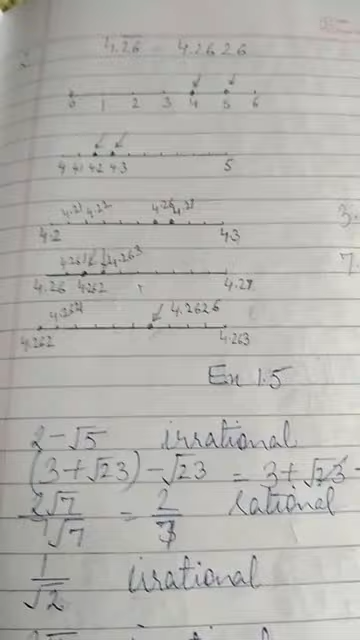 4.26 4.2626
0 1 2 3 4 5 6
4 4.1 4.2 4.3 5
4.21 4.22 4.26 4.27
4.2 4.3
4.261 4.263
4.26 4.262 4.27
4.2626
4.262 4.263
Ex 1.5
2-√5 irrational
(3+√23)-√23 = 3+√23-
2√7 / 7√7 = 2/7 rational
1/√2 irrational